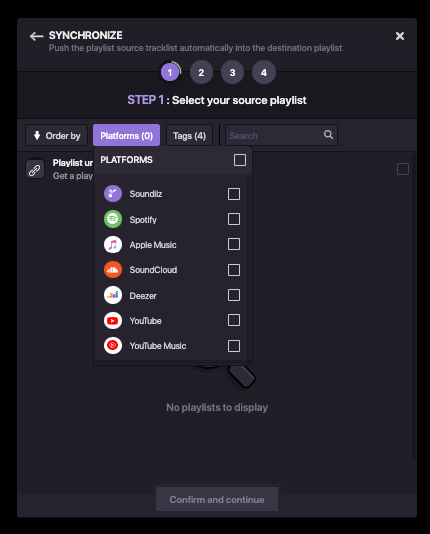 SYNCHRONIZE
Push the playlist source tracklist automatically into the destination playlist
1 2 3 4
STEP 1 : Select your source playlist
Order by Platforms (0) Tags (4) Search
Playlist ur
Get a play
PLATFORMS
Soundiiz
Spotify
Apple Music
SoundCloud
Deezer
YouTube
YouTube Music
No playlists to display
Confirm and continue